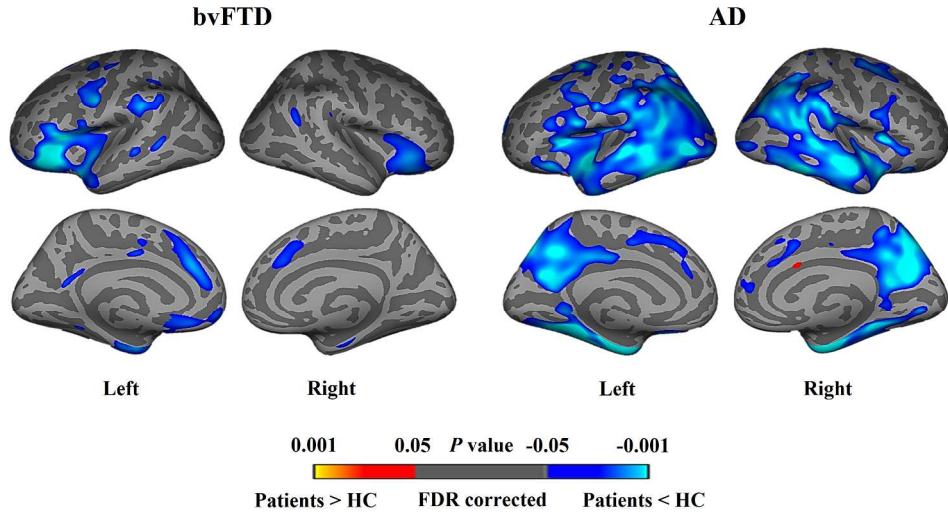 bvFTD AD
Left Right Left Right
0.001 0.05 P value -0.05 -0.001
Patients > HC FDR corrected Patients < HC